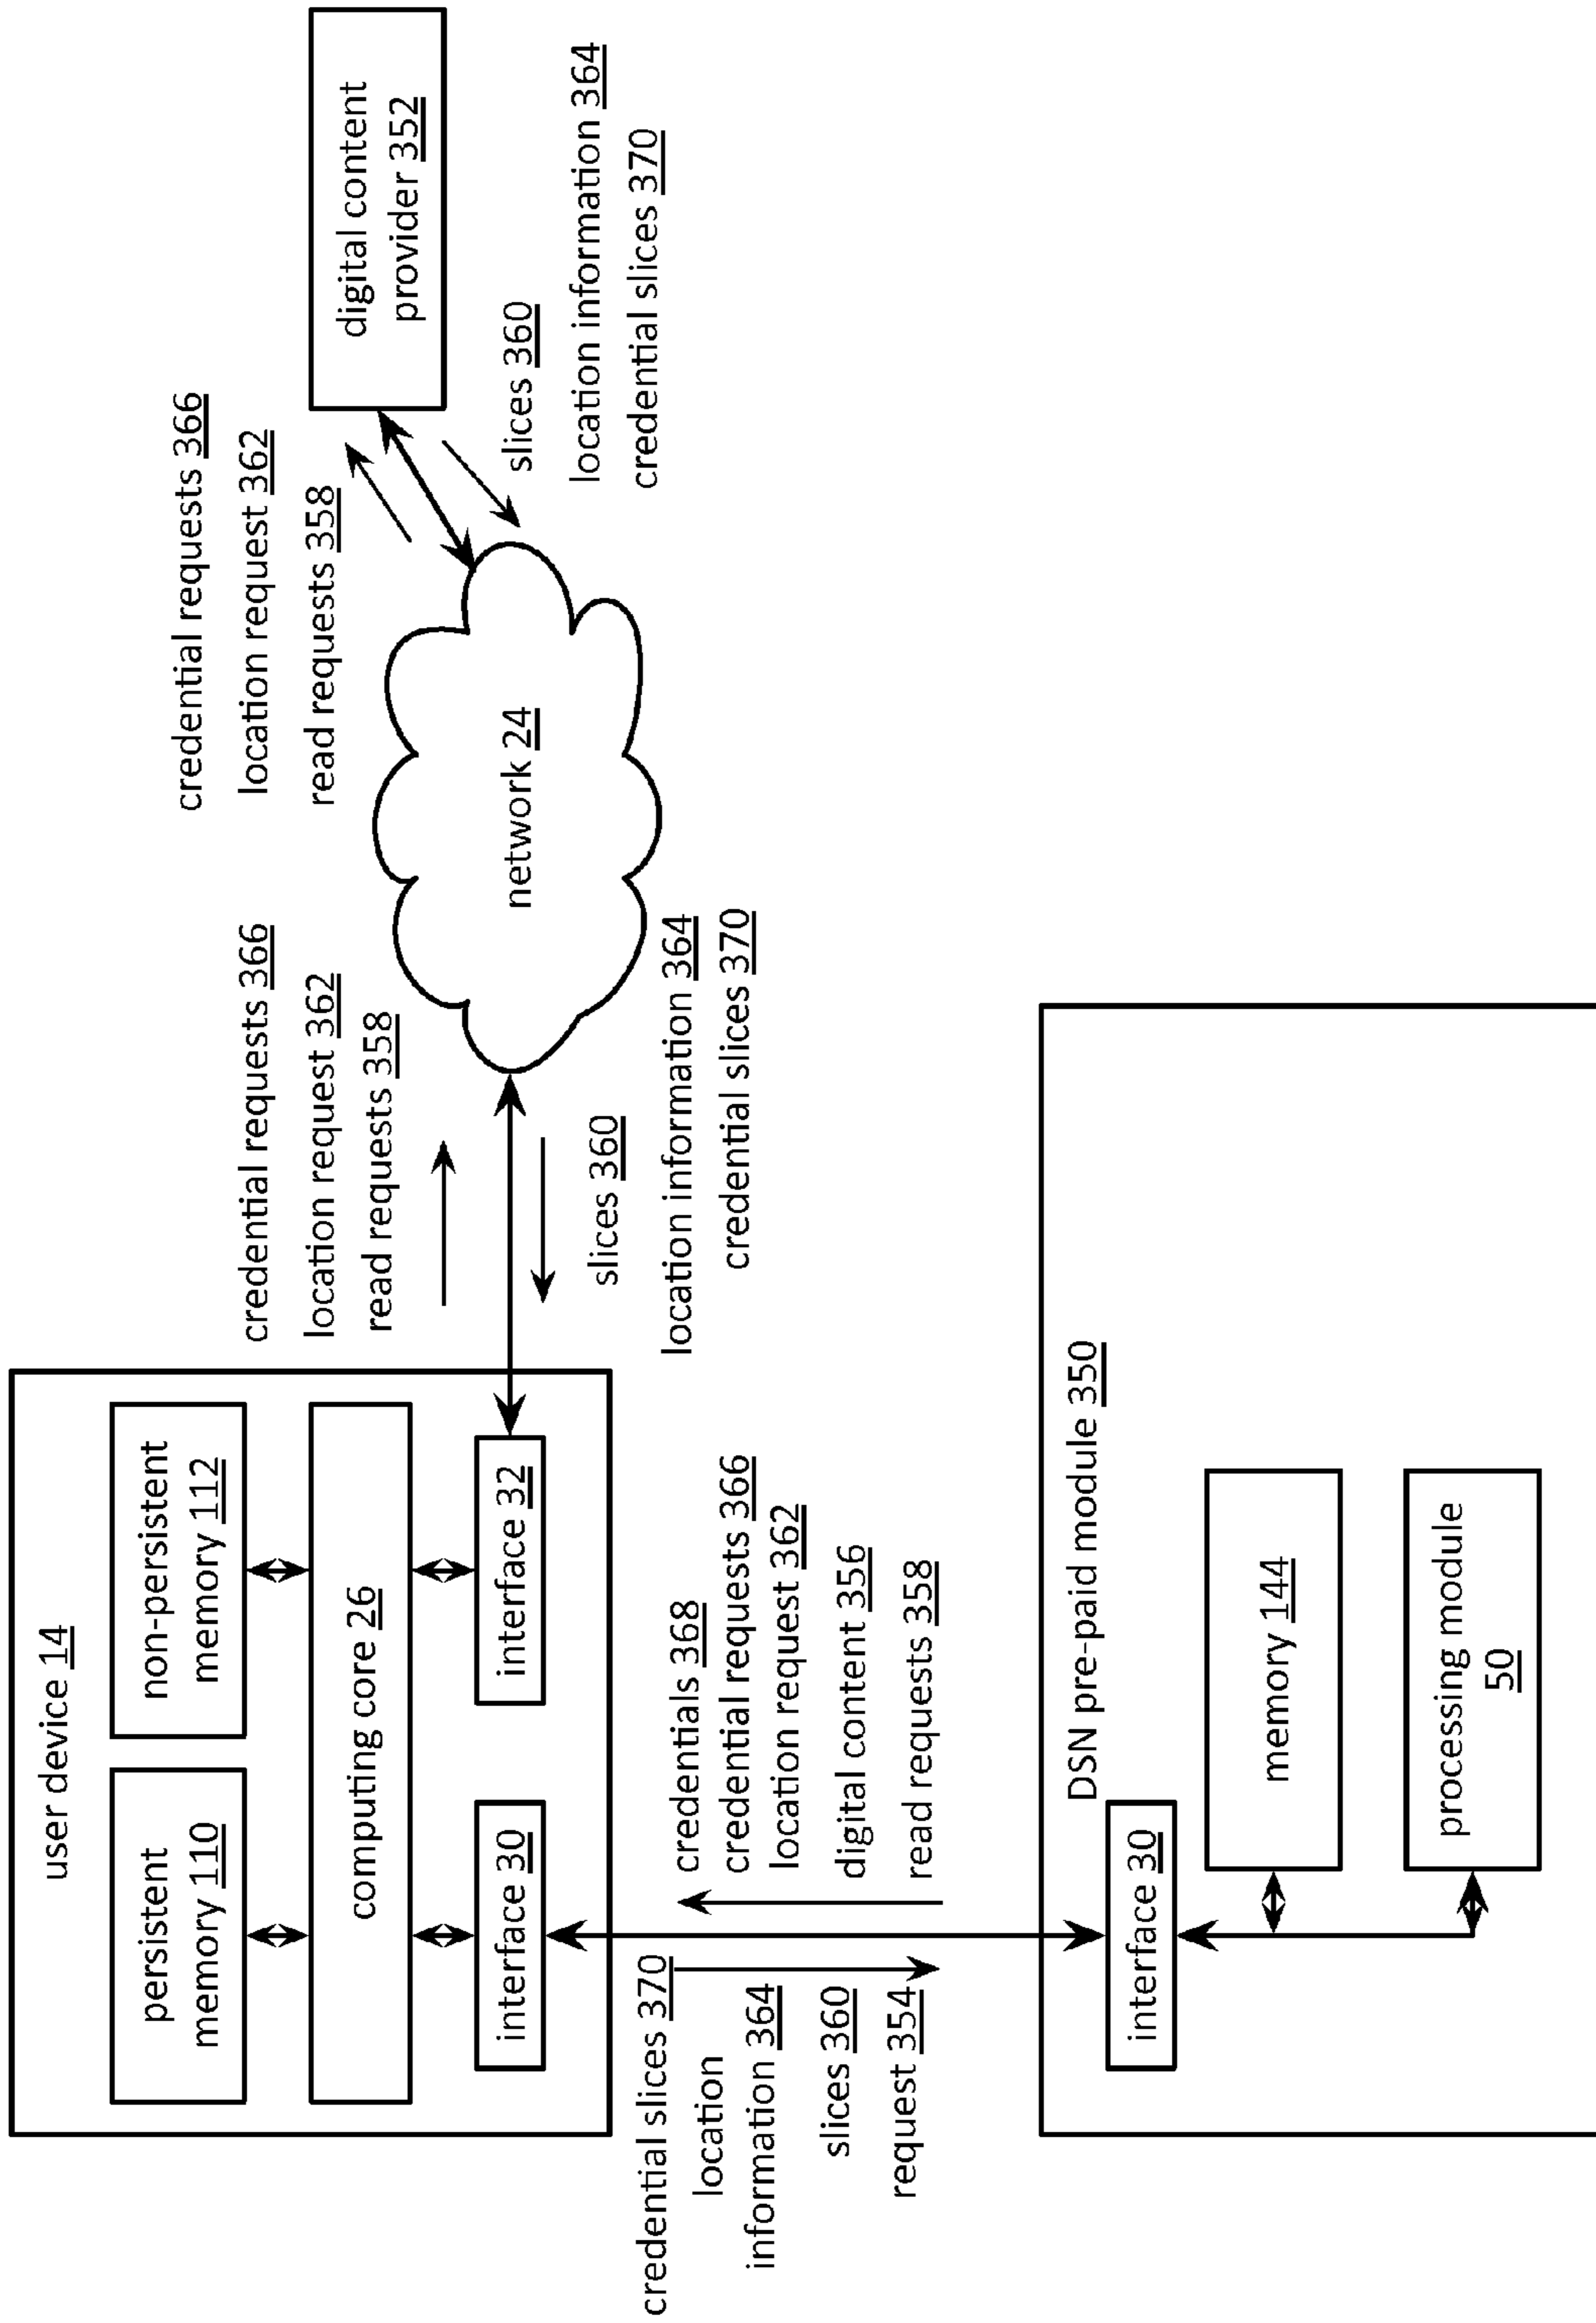 user device 14
persistent
memory 110
non-persistent
memory 112
computing core 26
interface 30
interface 32
credential requests 366
location request 362
read requests 358
slices 360
location information 364
credential slices 370
network 24
credential requests 366
location request 362
read requests 358
digital content
provider 352
slices 360
location information 364
credential slices 370
credential slices 370
location
information 364
slices 360
request 354
credentials 368
credential requests 366
location request 362
digital content 356
read requests 358
DSN pre-paid module 350
interface 30
memory 144
processing module
50